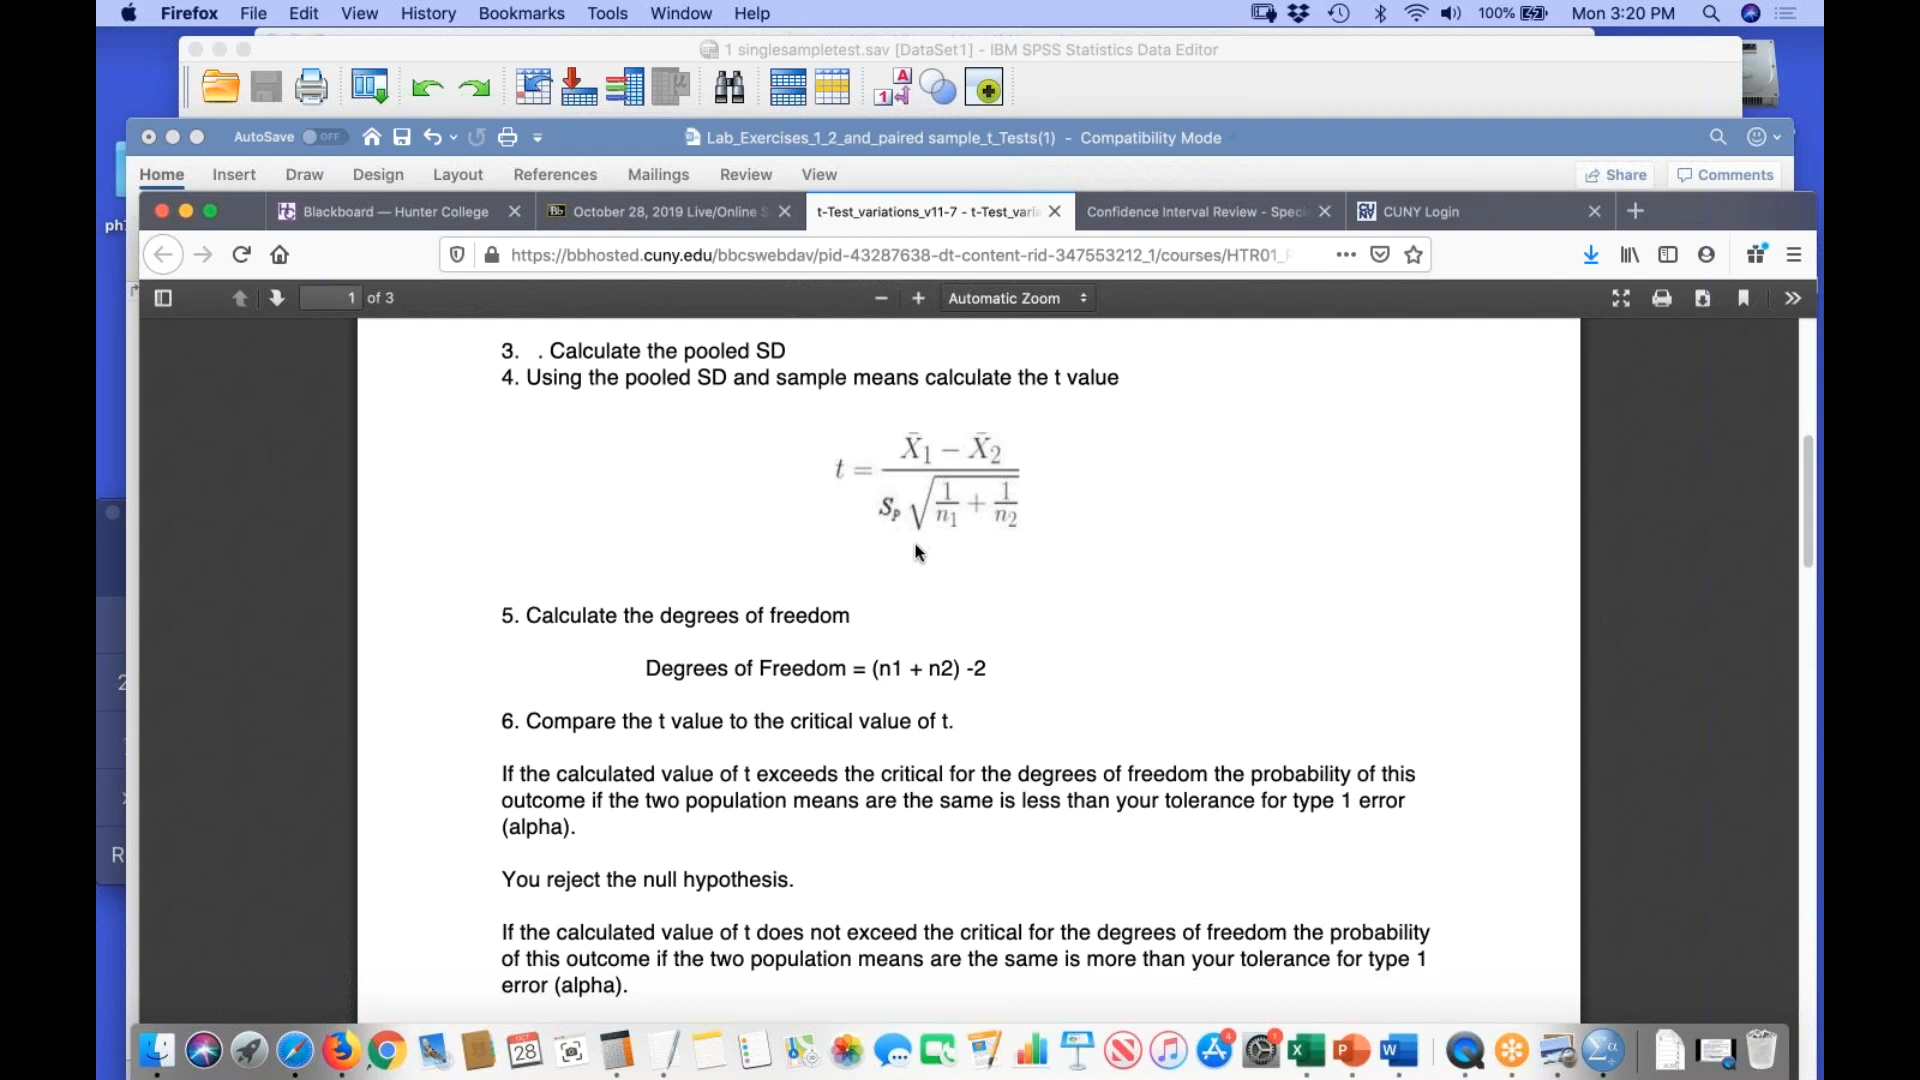 Firefox File Edit View History Bookmarks Tools Window Help 100% Mon 3:20 PM
1 singlesampletest.sav [DataSet1] - IBM SPSS Statistics Data Editor
AutoSave OFF Lab_Exercises_1_2_and_paired sample_t_Tests(1) - Compatibility Mode
Home Insert Draw Design Layout References Mailings Review View Share Comments
Blackboard — Hunter College October 28, 2019 Live/Online S t-Test_variations_v11-7 - t-Test_varia Confidence Interval Review - Speci CUNY Login
https://bbhosted.cuny.edu/bbcswebdav/pid-43287638-dt-content-rid-347553212_1/courses/HTR01_
1 of 3 Automatic Zoom
3. . Calculate the pooled SD
4. Using the pooled SD and sample means calculate the t value
t = X̄1 − X̄2 / Sp √ 1/n1 + 1/n2
5. Calculate the degrees of freedom
Degrees of Freedom = (n1 + n2) -2
6. Compare the t value to the critical value of t.
If the calculated value of t exceeds the critical for the degrees of freedom the probability of this
outcome if the two population means are the same is less than your tolerance for type 1 error
(alpha).
You reject the null hypothesis.
If the calculated value of t does not exceed the critical for the degrees of freedom the probability
of this outcome if the two population means are the same is more than your tolerance for type 1
error (alpha).
OCT
28